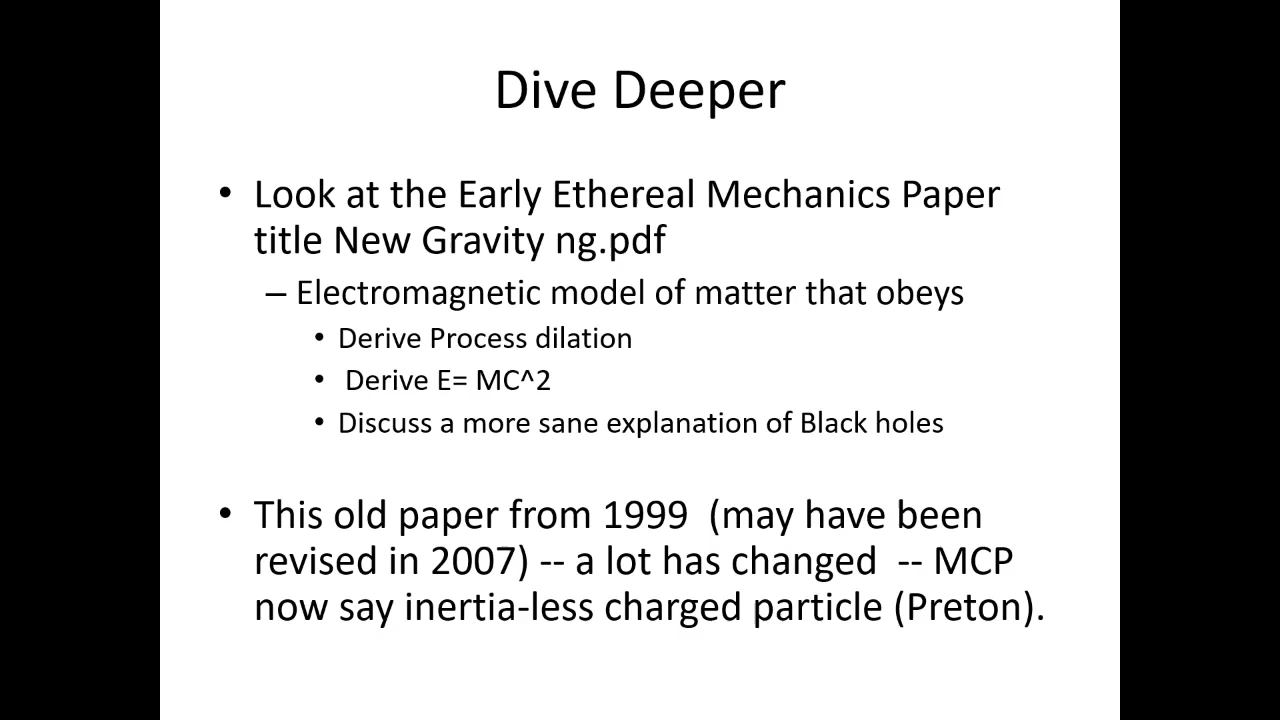 Dive Deeper
• Look at the Early Ethereal Mechanics Paper
title New Gravity ng.pdf
– Electromagnetic model of matter that obeys
• Derive Process dilation
• Derive E= MC^2
• Discuss a more sane explanation of Black holes
• This old paper from 1999 (may have been
revised in 2007) -- a lot has changed -- MCP
now say inertia-less charged particle (Preton).